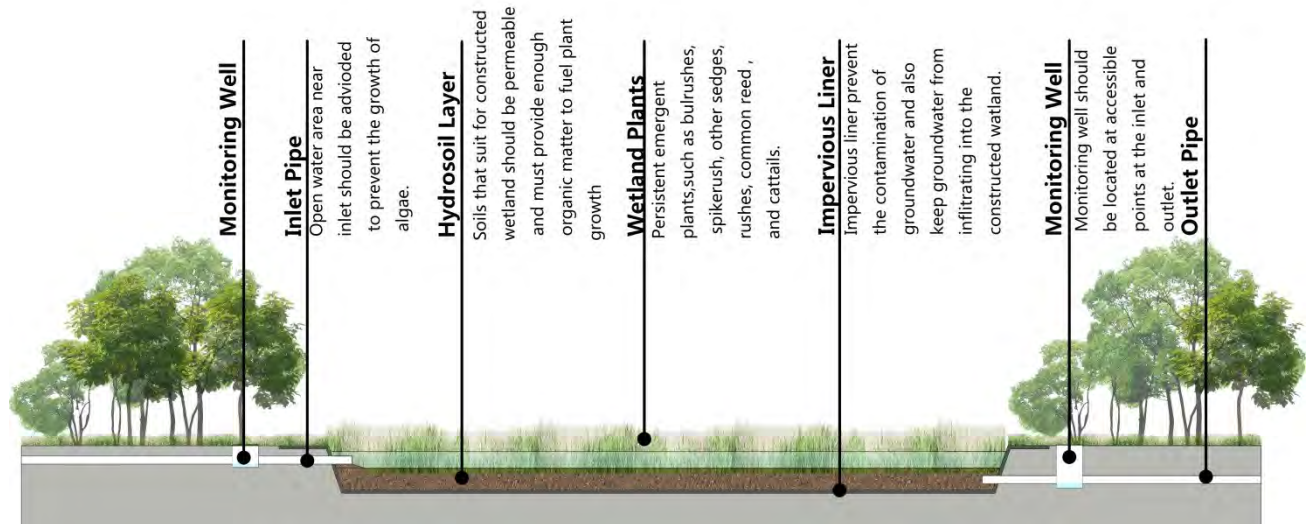 Monitoring Well
Inlet Pipe
Open water area near
inlet should be advioded
to prevent the growth of
algae.
Hydrosoil Layer
Soils that suit for constructed
wetland should be permeable
and must provide enough
organic matter to fuel plant
growth
Wetland Plants
Persistent emergent
plants,such as bulrushes,
spikerush, other sedges,
rushes, common reed ,
and cattails.
Impervious Liner
Impervious liner prevent
the contamination of
groundwater and also
keep groundwater from
infiitrating into the
constructed watland.
Monitoring Well
Monitoring well should
be located at accessible
points at the inlet and
outlet.
Outlet Pipe